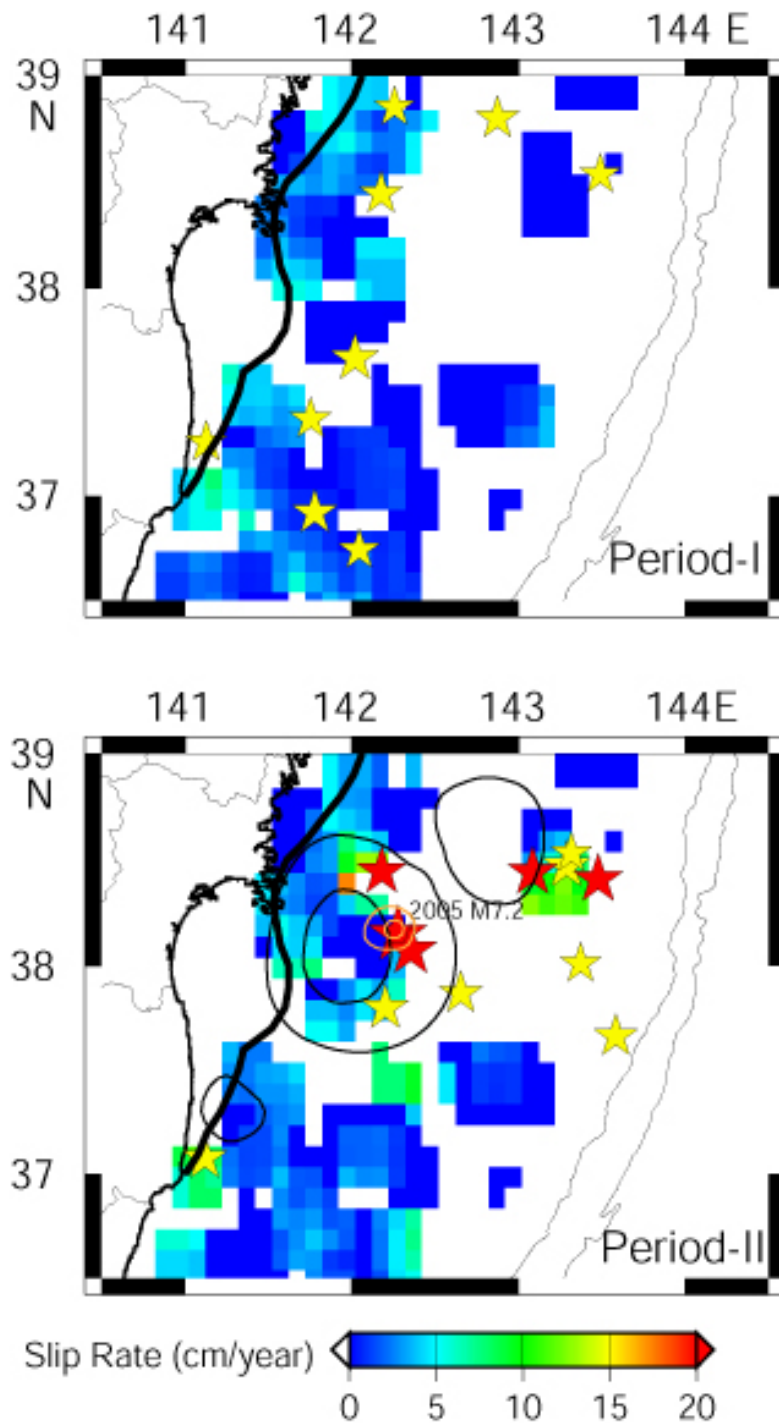 141 142 143 144 E
39
N
38
37
Period-I
141 142 143 144E
39
N
2005 M7.2
38
37
Period-II
Slip Rate (cm/year)
0 5 10 15 20